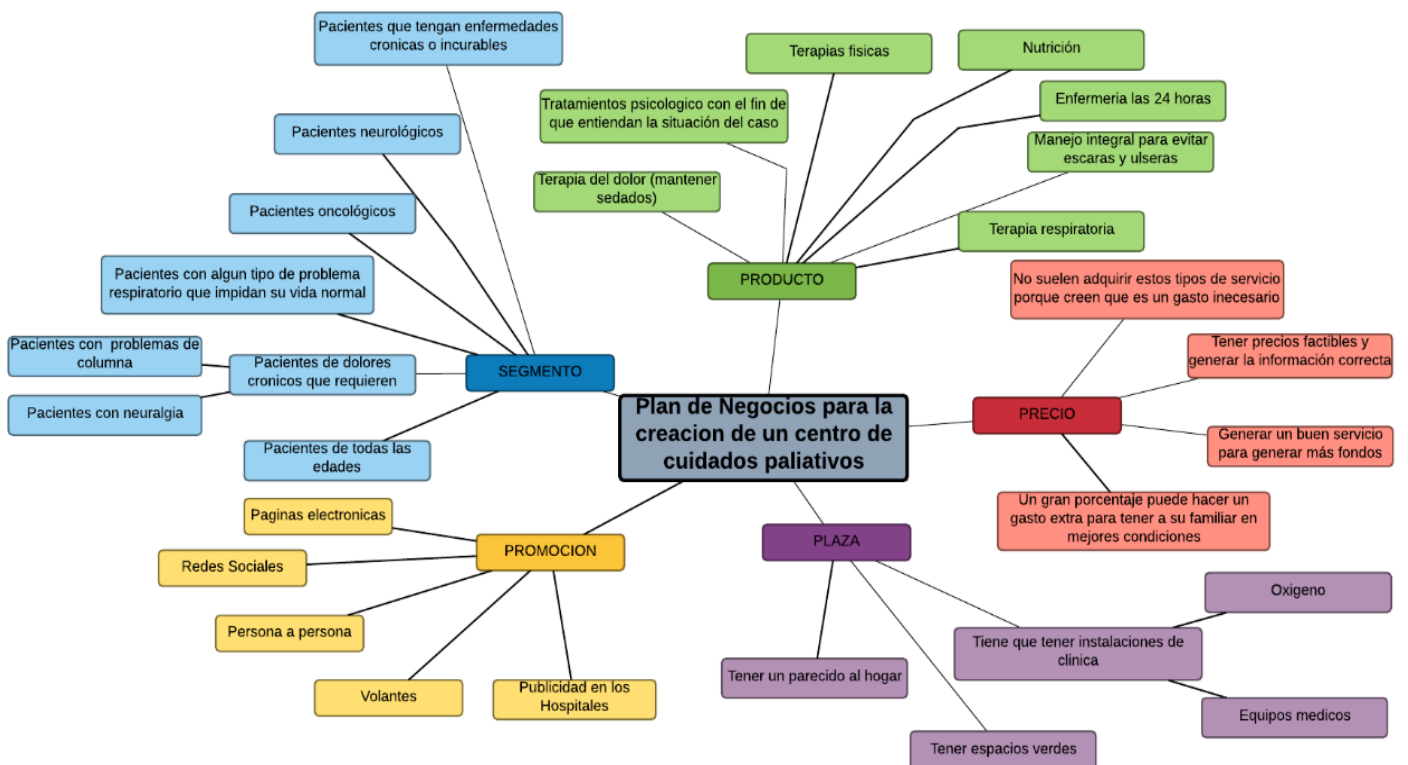 Pacientes que tengan enfermedades
cronicas o incurables
Pacientes neurológicos
Pacientes oncológicos
Pacientes con algun tipo de problema
respiratorio que impidan su vida normal
Pacientes con problemas de
columna
Pacientes de dolores
cronicos que requieren
Pacientes con neuralgia
Pacientes de todas las
edades
SEGMENTO
Terapias fisicas
Nutrición
Tratamientos psicologico con el fin de
que entiendan la situación del caso
Enfermeria las 24 horas
Manejo integral para evitar
escaras y ulseras
Terapia del dolor (mantener
sedados)
Terapia respiratoria
PRODUCTO
No suelen adquirir estos tipos de servicio
porque creen que es un gasto inecesario
Tener precios factibles y
generar la información correcta
PRECIO
Generar un buen servicio
para generar más fondos
Un gran porcentaje puede hacer un
gasto extra para tener a su familiar en
mejores condiciones
Plan de Negocios para la
creacion de un centro de
cuidados paliativos
Paginas electronicas
PROMOCION
Redes Sociales
Persona a persona
Volantes
Publicidad en los
Hospitales
PLAZA
Oxigeno
Tiene que tener instalaciones de
clinica
Tener un parecido al hogar
Equipos medicos
Tener espacios verdes